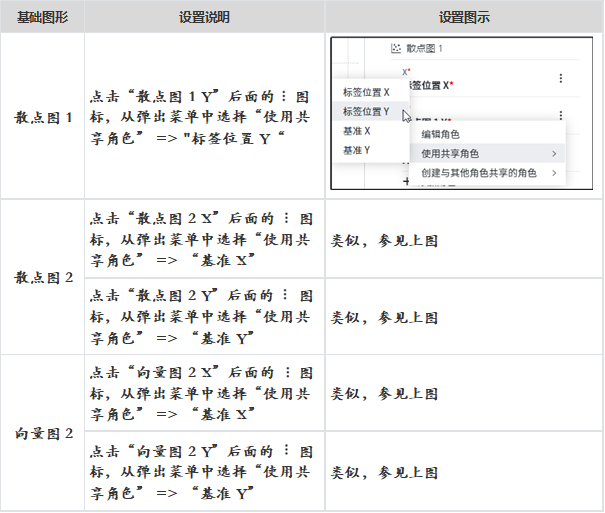 基础图形 设置说明 设置图示
散点图 1
点击“散点图 1 Y”后面的 ⋮ 图
标，从弹出菜单中选择“使用共
享角色” => "标签位置 Y “
散点图 1
X*
标签位置 X*
标签位置 X
标签位置 Y
基准 X
基准 Y
编辑角色
使用共享角色
创建与其他角色共享的角色
散点图 2
点击“散点图 2 X”后面的 ⋮ 图
标，从弹出菜单中选择“使用共
享角色” => “基准 X”
类似，参见上图
点击“散点图 2 Y”后面的 ⋮ 图
标，从弹出菜单中选择“使用共
享角色” => “基准 Y”
类似，参见上图
向量图 2
点击“向量图 2 X”后面的 ⋮ 图
标，从弹出菜单中选择“使用共
享角色” => “基准 X”
类似，参见上图
点击“向量图 2 Y”后面的 ⋮ 图
标，从弹出菜单中选择“使用共
享角色” => “基准 Y”
类似，参见上图